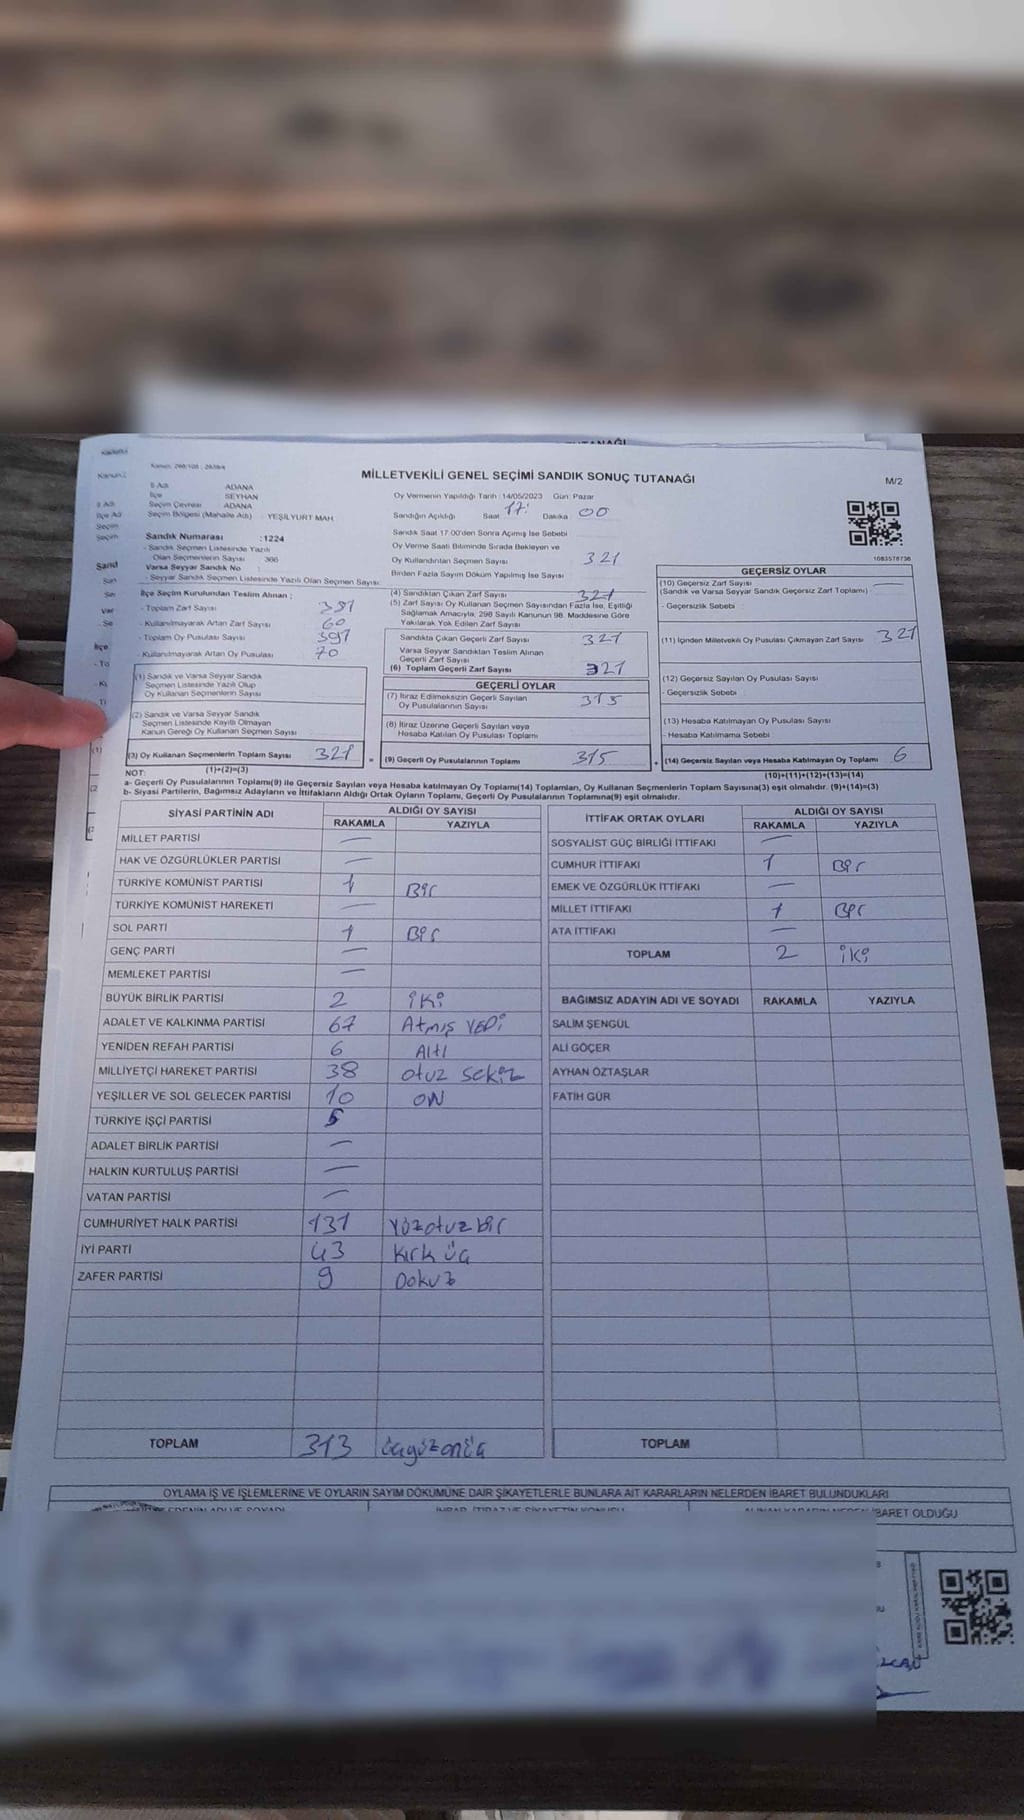 MİLLETVEKİLİ GENEL SEÇİMİ SANDIK SONUÇ TUTANAĞI
M/2
İl Adı ADANA
İlçe SEYHAN
Seçim Çevresi ADANA
Seçim Bölgesi (Mahalle Adı) : YEŞİLYURT MAH.
Oy Vermenin Yapıldığı Tarih : 14/05/2023 Gün: Pazar
Sandığın Açıldığı Saat 17: Dakika 00
Sandık Saat 17.00'den Sonra Açılmış İse Sebebi
Sandık Numarası :1224
- Sandık Seçmen Listesinde Yazılı
Olan Seçmenlerin Sayısı
Varsa Seyyar Sandık No :
- Seyyar Sandık Seçmen Listesinde Yazılı Olan Seçmen Sayısı:
Oy Verme Saati Bitiminde Sırada Bekleyen ve
Oy Kullandırılan Seçmen Sayısı 321
Birden Fazla Sayım Döküm Yapılmış İse Sayısı
İlçe Seçim Kurulundan Teslim Alınan ;
- Toplam Zarf Sayısı
- Kullanılmayarak Artan Zarf Sayısı 60
- Toplam Oy Pusulası Sayısı 391
- Kullanılmayarak Artan Oy Pusulası 70
(1) Sandık ve Varsa Seyyar Sandık
Seçmen Listesinde Yazılı Olup
Oy Kullanan Seçmenlerin Sayısı
(2) Sandık ve Varsa Seyyar Sandık
Seçmen Listesinde Kayıtlı Olmayan
Kanun Gereği Oy Kullanan Seçmen Sayısı
(3) Oy Kullanan Seçmenlerin Toplam Sayısı 321
(1)+(2)=(3)
(4) Sandıktan Çıkan Zarf Sayısı 321
(5) Zarf Sayısı Oy Kullanan Seçmen Sayısından Fazla İse, Eşitliği
Sağlamak Amacıyla, 298 Sayılı Kanunun 98. Maddesine Göre
Yakılarak Yok Edilen Zarf Sayısı
Sandıkta Çıkan Geçerli Zarf Sayısı 321
Varsa Seyyar Sandıktan Teslim Alınan
Geçerli Zarf Sayısı
(6) Toplam Geçerli Zarf Sayısı 321
GEÇERLİ OYLAR
(7) İtiraz Edilmeksizin Geçerli Sayılan
Oy Pusulalarının Sayısı 315
(8) İtiraz Üzerine Geçerli Sayılan veya
Hesaba Katılan Oy Pusulası Toplamı
= (9) Geçerli Oy Pusulalarının Toplamı 315
GEÇERSİZ OYLAR
(10) Geçersiz Zarf Sayısı —
(Sandık ve Varsa Seyyar Sandık Geçersiz Zarf Toplamı)
- Geçersizlik Sebebi
(11) İçinden Milletvekili Oy Pusulası Çıkmayan Zarf Sayısı 321
(12) Geçersiz Sayılan Oy Pusulası Sayısı
- Geçersizlik Sebebi
(13) Hesaba Katılmayan Oy Pusulası Sayısı
- Hesaba Katılmama Sebebi
+ (14) Geçersiz Sayılan veya Hesaba Katılmayan Oy Toplamı 6
(10)+(11)+(12)+(13)=(14)
NOT:
a- Geçerli Oy Pusulalarının Toplamı(9) ile Geçersiz Sayılan veya Hesaba katılmayan Oy Toplamı(14) Toplamları, Oy Kullanan Seçmenlerin Toplam Sayısına(3) eşit olmalıdır. (9)+(14)=(3)
b- Siyasi Partilerin, Bağımsız Adayların ve İttifakların Aldığı Ortak Oyların Toplamı, Geçerli Oy Pusulalarının Toplamına(9) eşit olmalıdır.
SİYASİ PARTİNİN ADI ALDIĞI OY SAYISI
RAKAMLA YAZIYLA
MİLLET PARTİSİ —
HAK VE ÖZGÜRLÜKLER PARTİSİ —
TÜRKİYE KOMÜNİST PARTİSİ 1 Bir
TÜRKİYE KOMÜNİST HAREKETİ —
SOL PARTİ 1 Bir
GENÇ PARTİ —
MEMLEKET PARTİSİ —
BÜYÜK BİRLİK PARTİSİ 2 iki
ADALET VE KALKINMA PARTİSİ 67 Atmış YEDi
YENİDEN REFAH PARTİSİ 6 Altı
MİLLİYETÇİ HAREKET PARTİSİ 38 otuz sekiz
YEŞİLLER VE SOL GELECEK PARTİSİ 10 ON
TÜRKİYE İŞÇİ PARTİSİ 5
ADALET BİRLİK PARTİSİ —
HALKIN KURTULUŞ PARTİSİ —
VATAN PARTİSİ —
CUMHURİYET HALK PARTİSİ 131 Yüzotuzbir
İYİ PARTİ 43 Kırk üç
ZAFER PARTİSİ 9 Dokuz
TOPLAM 313 üçyüzonüç
İTTİFAK ORTAK OYLARI ALDIĞI OY SAYISI
RAKAMLA YAZIYLA
SOSYALİST GÜÇ BİRLİĞİ İTTİFAKI —
CUMHUR İTTİFAKI 1 Bir
EMEK VE ÖZGÜRLÜK İTTİFAKI —
MİLLET İTTİFAKI 1 Bir
ATA İTTİFAKI —
TOPLAM 2 iki
BAĞIMSIZ ADAYIN ADI VE SOYADI RAKAMLA YAZIYLA
SALİM ŞENGÜL
ALİ GÖÇER
AYHAN ÖZTAŞLAR
FATİH GÜR
TOPLAM
OYLAMA İŞ VE İŞLEMLERİNE VE OYLARIN SAYIM DÖKÜMÜNE DAİR ŞİKAYETLERLE BUNLARA AİT KARARLARIN NELERDEN İBARET BULUNDUKLARI
İBARET OLDUĞU